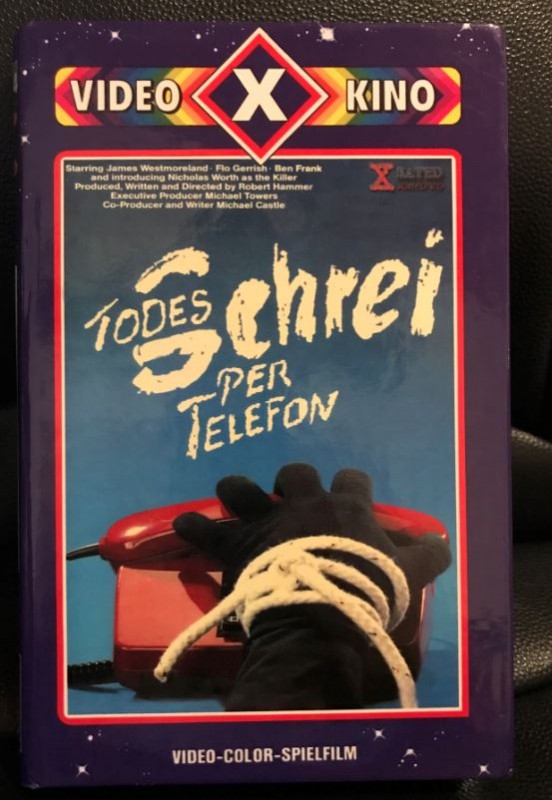 VIDEO X KINO
Starring James Westmoreland · Flo Gerrish · Ben Frank
and introducing Nicholas Worth as the Killer
Produced, Written and Directed by Robert Hammer
Executive Producer Michael Towers
Co-Producer and Writer Michael Castle
X RATED
TODES Schrei
PER
TELEFON
VIDEO-COLOR-SPIELFILM